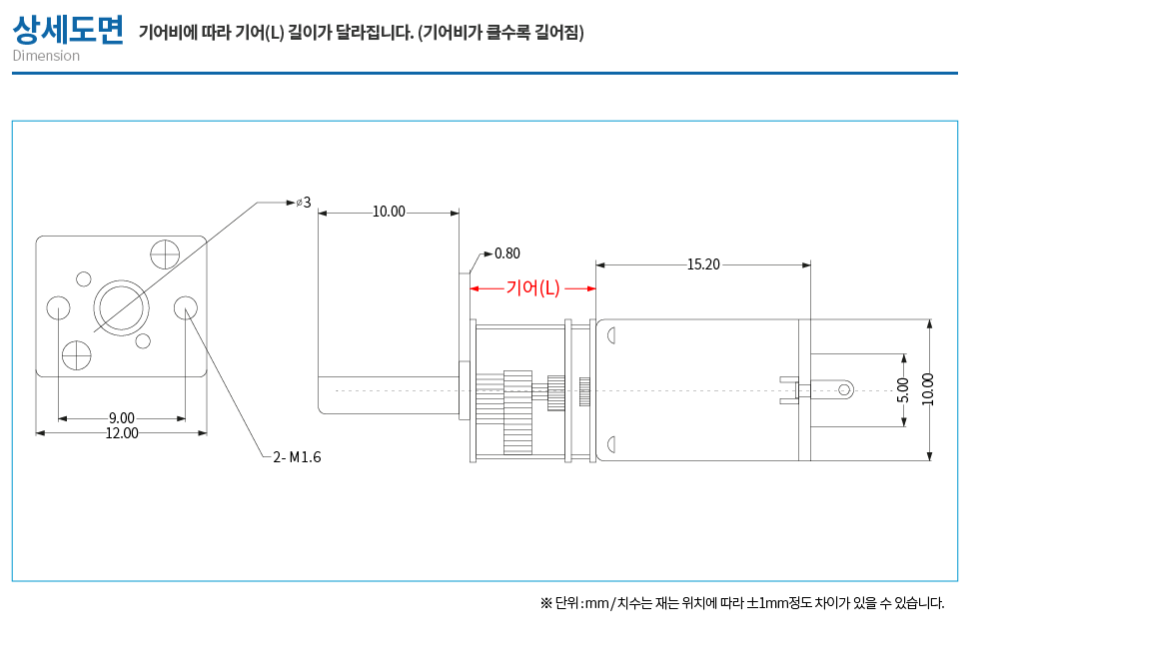 상세도면 기어비에 따라 기어(L) 길이가 달라집니다. (기어비가 클수록 길어짐)
Dimension
⌀3
10.00
0.80
15.20
기어(L)
5.00
10.00
9.00
12.00
2- M1.6
※ 단위 : mm / 치수는 재는 위치에 따라 ±1mm정도 차이가 있을 수 있습니다.